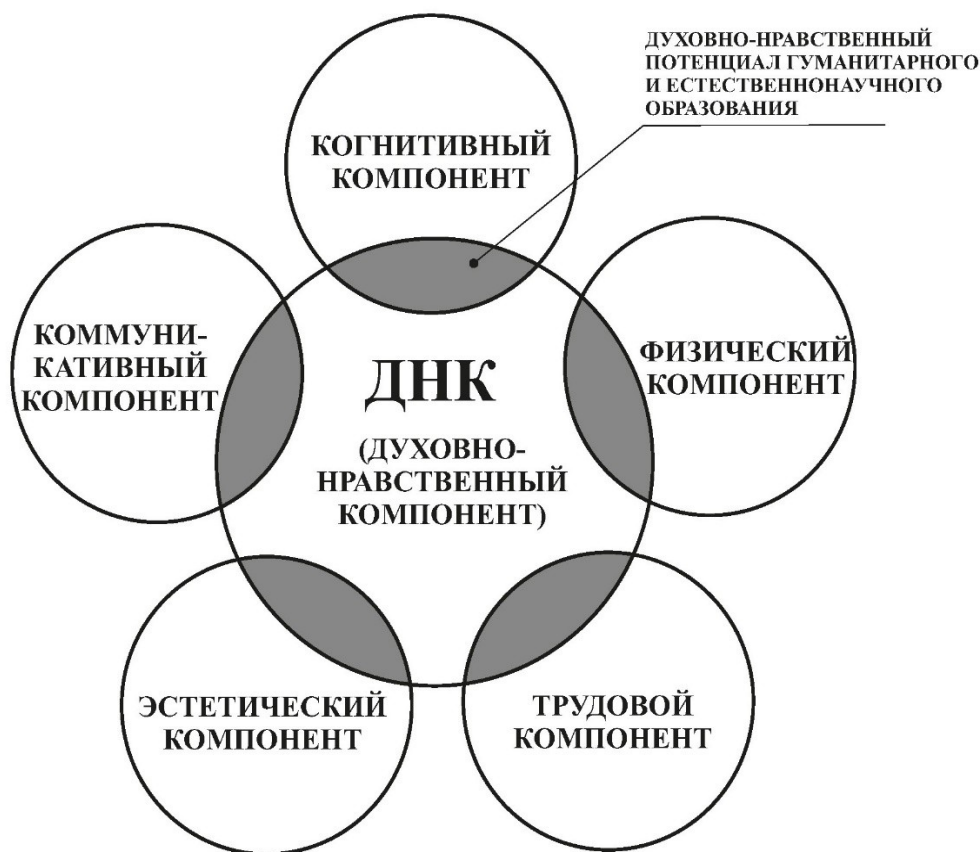 ДУХОВНО-НРАВСТВЕННЫЙ
ПОТЕНЦИАЛ ГУМАНИТАРНОГО
И ЕСТЕСТВЕННОНАУЧНОГО
ОБРАЗОВАНИЯ
КОГНИТИВНЫЙ
КОМПОНЕНТ
КОММУНИ-
КАТИВНЫЙ
КОМПОНЕНТ
ФИЗИЧЕСКИЙ
КОМПОНЕНТ
ДНК
(ДУХОВНО-
НРАВСТВЕННЫЙ
КОМПОНЕНТ)
ЭСТЕТИЧЕСКИЙ
КОМПОНЕНТ
ТРУДОВОЙ
КОМПОНЕНТ